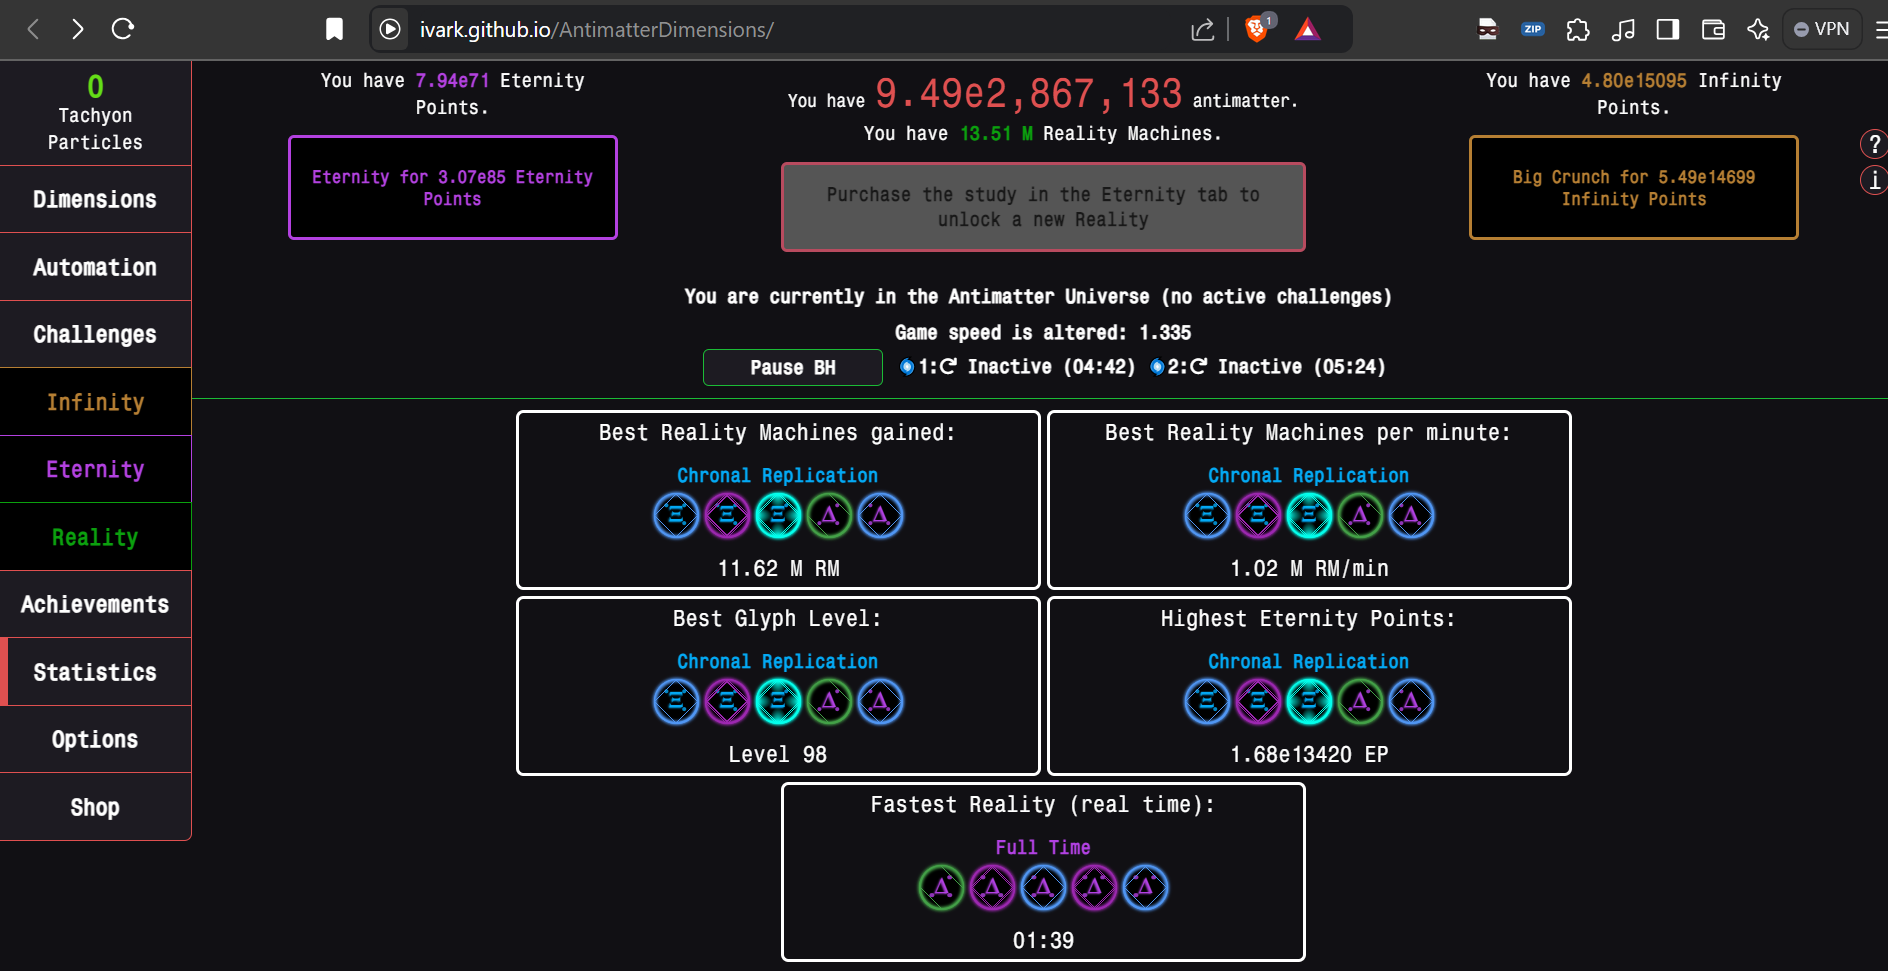 ivark.github.io/AntimatterDimensions/
1
ZIP
VPN
0
Tachyon
Particles
Dimensions
Automation
Challenges
Infinity
Eternity
Reality
Achievements
Statistics
Options
Shop
You have 7.94e71 Eternity
Points.
Eternity for 3.07e85 Eternity
Points
You have 9.49e2,867,133 antimatter.
You have 13.51 M Reality Machines.
Purchase the study in the Eternity tab to
unlock a new Reality
You have 4.80e15095 Infinity
Points.
Big Crunch for 5.49e14699
Infinity Points
?
i
You are currently in the Antimatter Universe (no active challenges)
Game speed is altered: 1.335
Pause BH
1: Inactive (04:42) 2: Inactive (05:24)
Best Reality Machines gained:
Chronal Replication
Ξ Ξ Ξ Δ Δ
11.62 M RM
Best Reality Machines per minute:
Chronal Replication
Ξ Ξ Ξ Δ Δ
1.02 M RM/min
Best Glyph Level:
Chronal Replication
Ξ Ξ Ξ Δ Δ
Level 98
Highest Eternity Points:
Chronal Replication
Ξ Ξ Ξ Δ Δ
1.68e13420 EP
Fastest Reality (real time):
Full Time
Δ Δ Δ Δ Δ
01:39